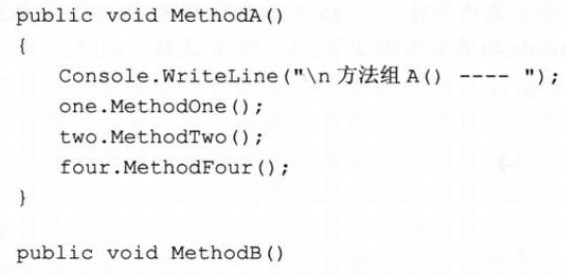 public void MethodA()
{
Console.WriteLine("\n 方法组 A() ---- ");
one.MethodOne();
two.MethodTwo();
four.MethodFour();
}
public void MethodB()